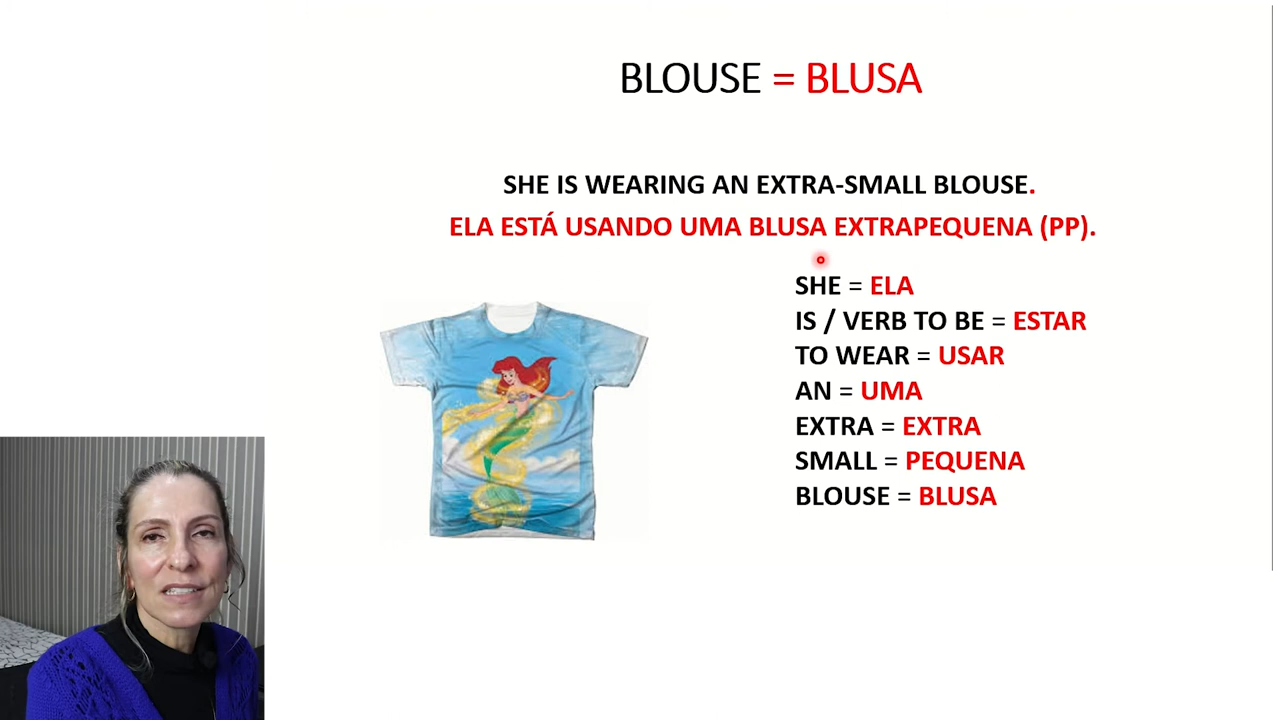 BLOUSE = BLUSA
SHE IS WEARING AN EXTRA-SMALL BLOUSE.
ELA ESTÁ USANDO UMA BLUSA EXTRAPEQUENA (PP).
SHE = ELA
IS / VERB TO BE = ESTAR
TO WEAR = USAR
AN = UMA
EXTRA = EXTRA
SMALL = PEQUENA
BLOUSE = BLUSA